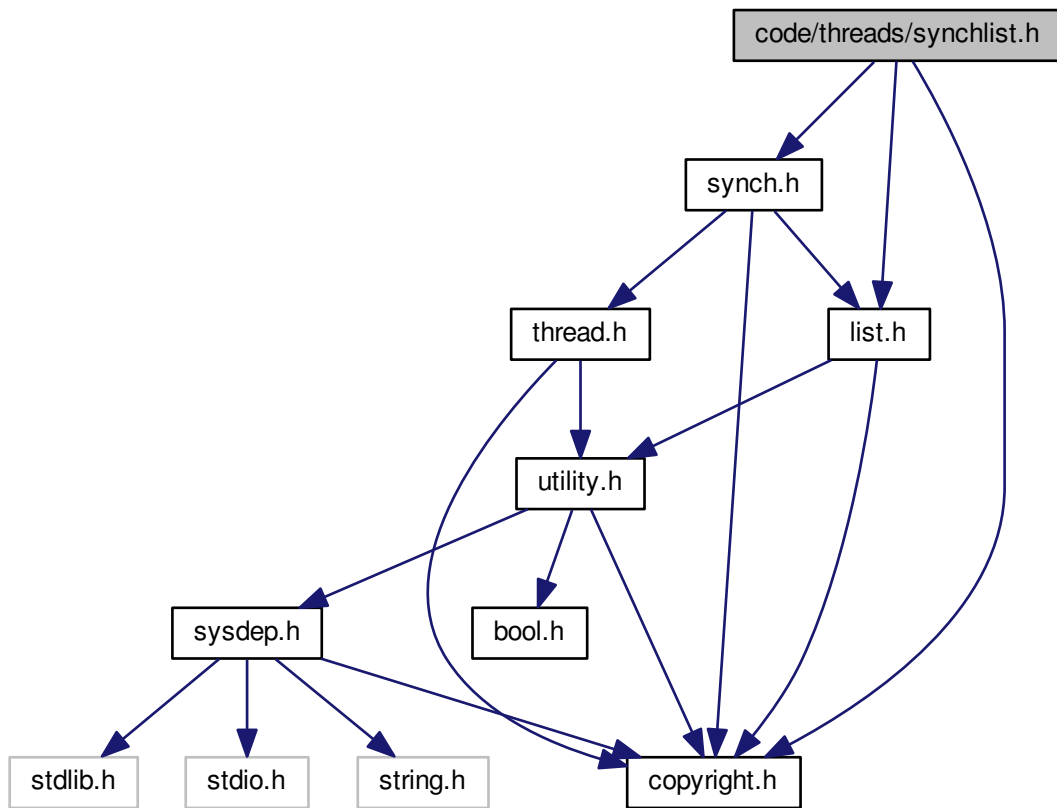 code/threads/synchlist.h
synch.h
thread.h
list.h
utility.h
sysdep.h
bool.h
stdlib.h
stdio.h
string.h
copyright.h